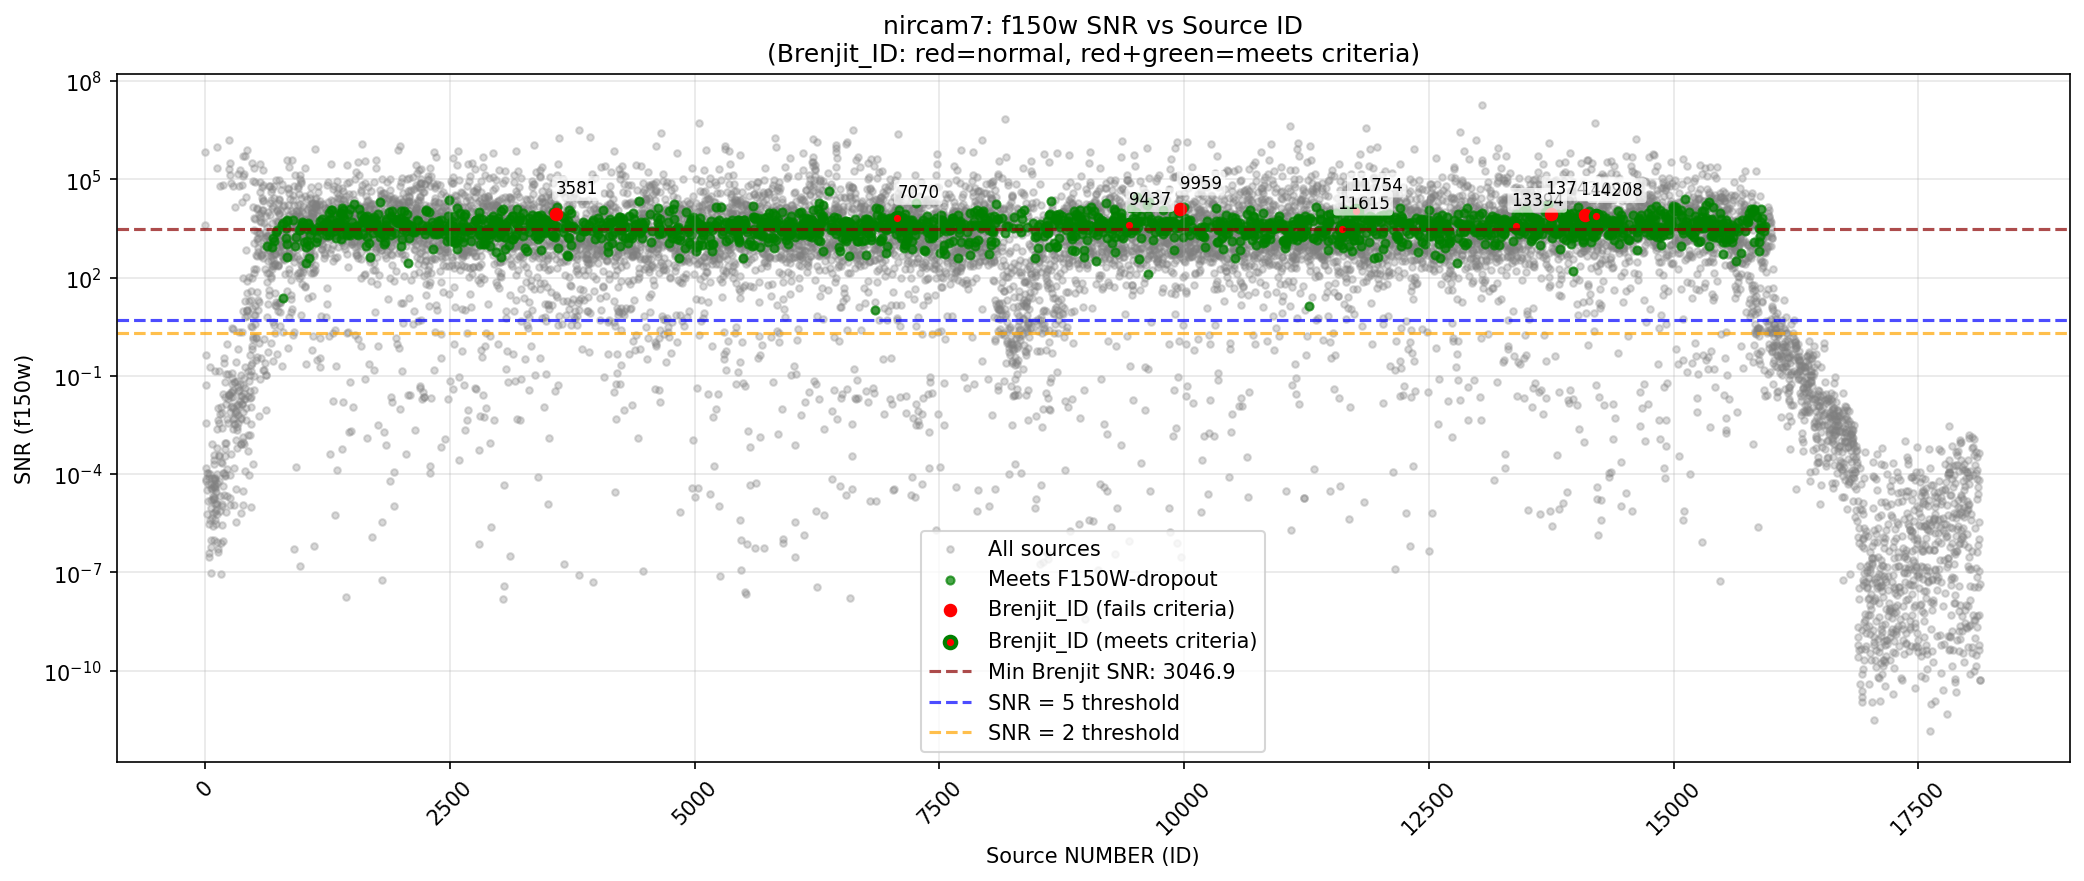 nircam7: f150w SNR vs Source ID
(Brenjit_ID: red=normal, red+green=meets criteria)
SNR (f150w)
10^8
10^5
10^2
10^-1
10^-4
10^-7
10^-10
3581
7070
9437
9959
11754
11615
13394
14208
All sources
Meets F150W-dropout
Brenjit_ID (fails criteria)
Brenjit_ID (meets criteria)
Min Brenjit SNR: 3046.9
SNR = 5 threshold
SNR = 2 threshold
0
2500
5000
7500
10000
12500
15000
17500
Source NUMBER (ID)